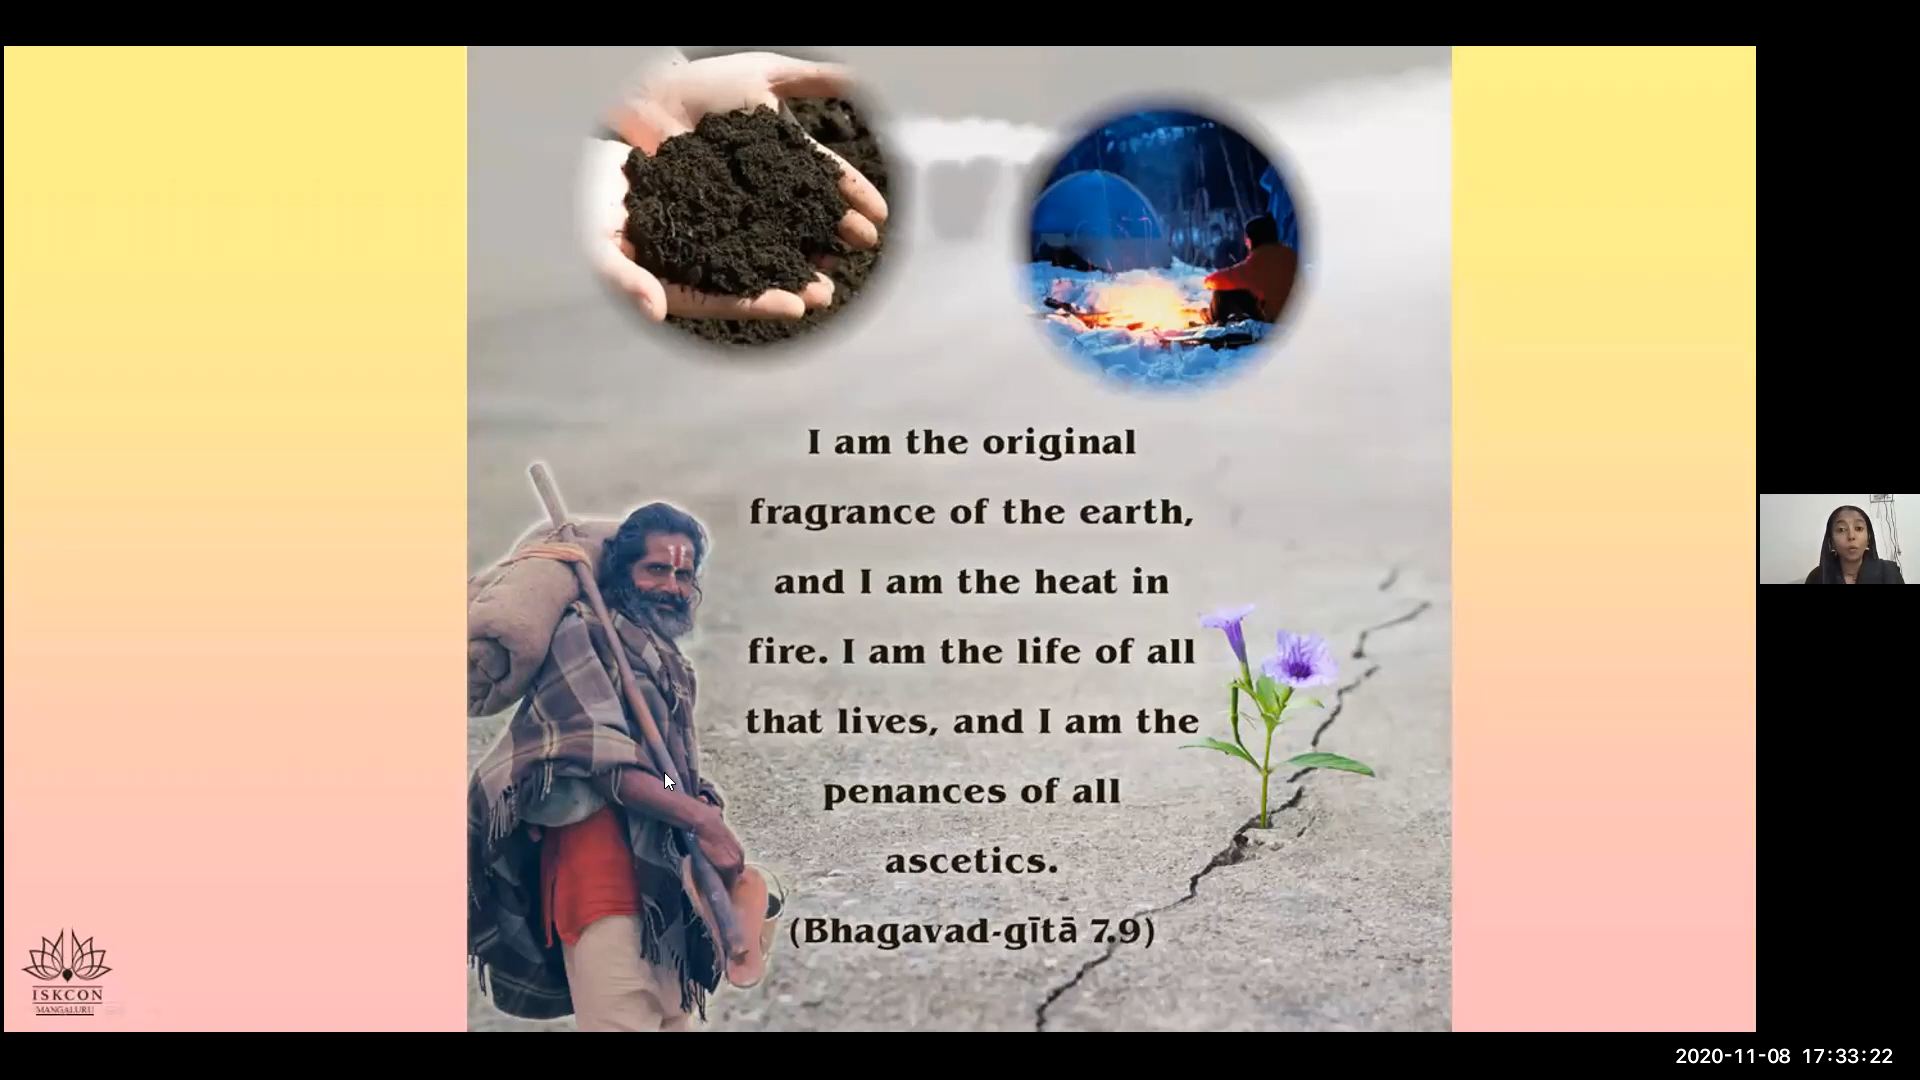 I am the original
fragrance of the earth,
and I am the heat in
fire. I am the life of all
that lives, and I am the
penances of all
ascetics.
(Bhagavad-gītā 7.9)
ISKCON
MANGALURU
2020-11-08 17:33:22